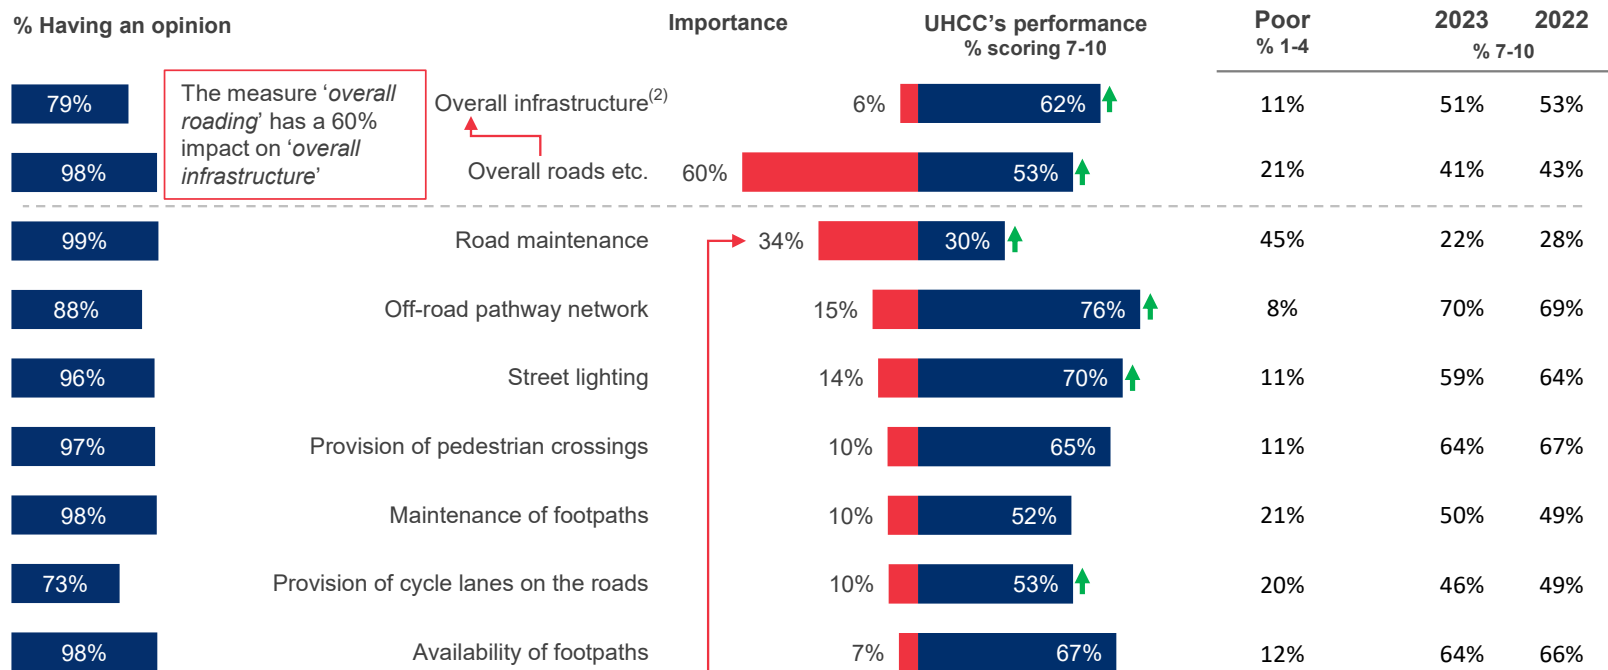 % Having an opinion Importance UHCC's performance Poor 2023 2022
% scoring 7-10 % 1-4 % 7-10
79% The measure 'overall roading' has a 60% impact on 'overall infrastructure' Overall infrastructure(2) 6% 62% 11% 51% 53%
98% Overall roads etc. 60% 53% 21% 41% 43%
99% Road maintenance 34% 30% 45% 22% 28%
88% Off-road pathway network 15% 76% 8% 70% 69%
96% Street lighting 14% 70% 11% 59% 64%
97% Provision of pedestrian crossings 10% 65% 11% 64% 67%
98% Maintenance of footpaths 10% 52% 21% 50% 49%
73% Provision of cycle lanes on the roads 10% 53% 20% 46% 49%
98% Availability of footpaths 7% 67% 12% 64% 66%